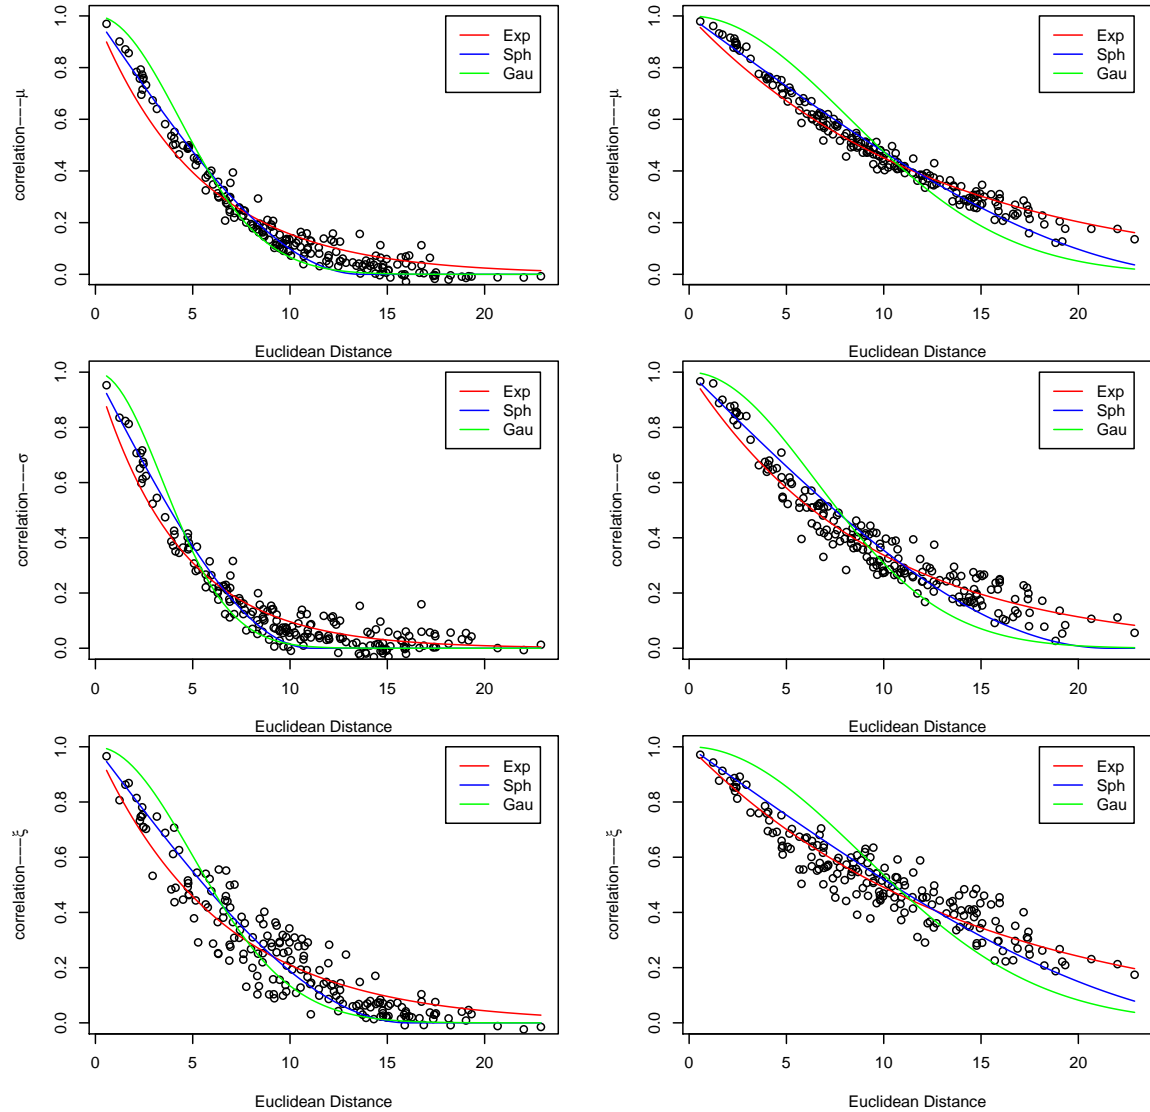 correlation----μ
1.0
0.8
0.6
0.4
0.2
0.0
Exp
Sph
Gau
0 5 10 15 20
Euclidean Distance
correlation----μ
1.0
0.8
0.6
0.4
0.2
0.0
Exp
Sph
Gau
0 5 10 15 20
Euclidean Distance
correlation----σ
1.0
0.8
0.6
0.4
0.2
0.0
Exp
Sph
Gau
0 5 10 15 20
Euclidean Distance
correlation----σ
1.0
0.8
0.6
0.4
0.2
0.0
Exp
Sph
Gau
0 5 10 15 20
Euclidean Distance
correlation----ξ
1.0
0.8
0.6
0.4
0.2
0.0
Exp
Sph
Gau
0 5 10 15 20
Euclidean Distance
correlation----ξ
1.0
0.8
0.6
0.4
0.2
0.0
Exp
Sph
Gau
0 5 10 15 20
Euclidean Distance